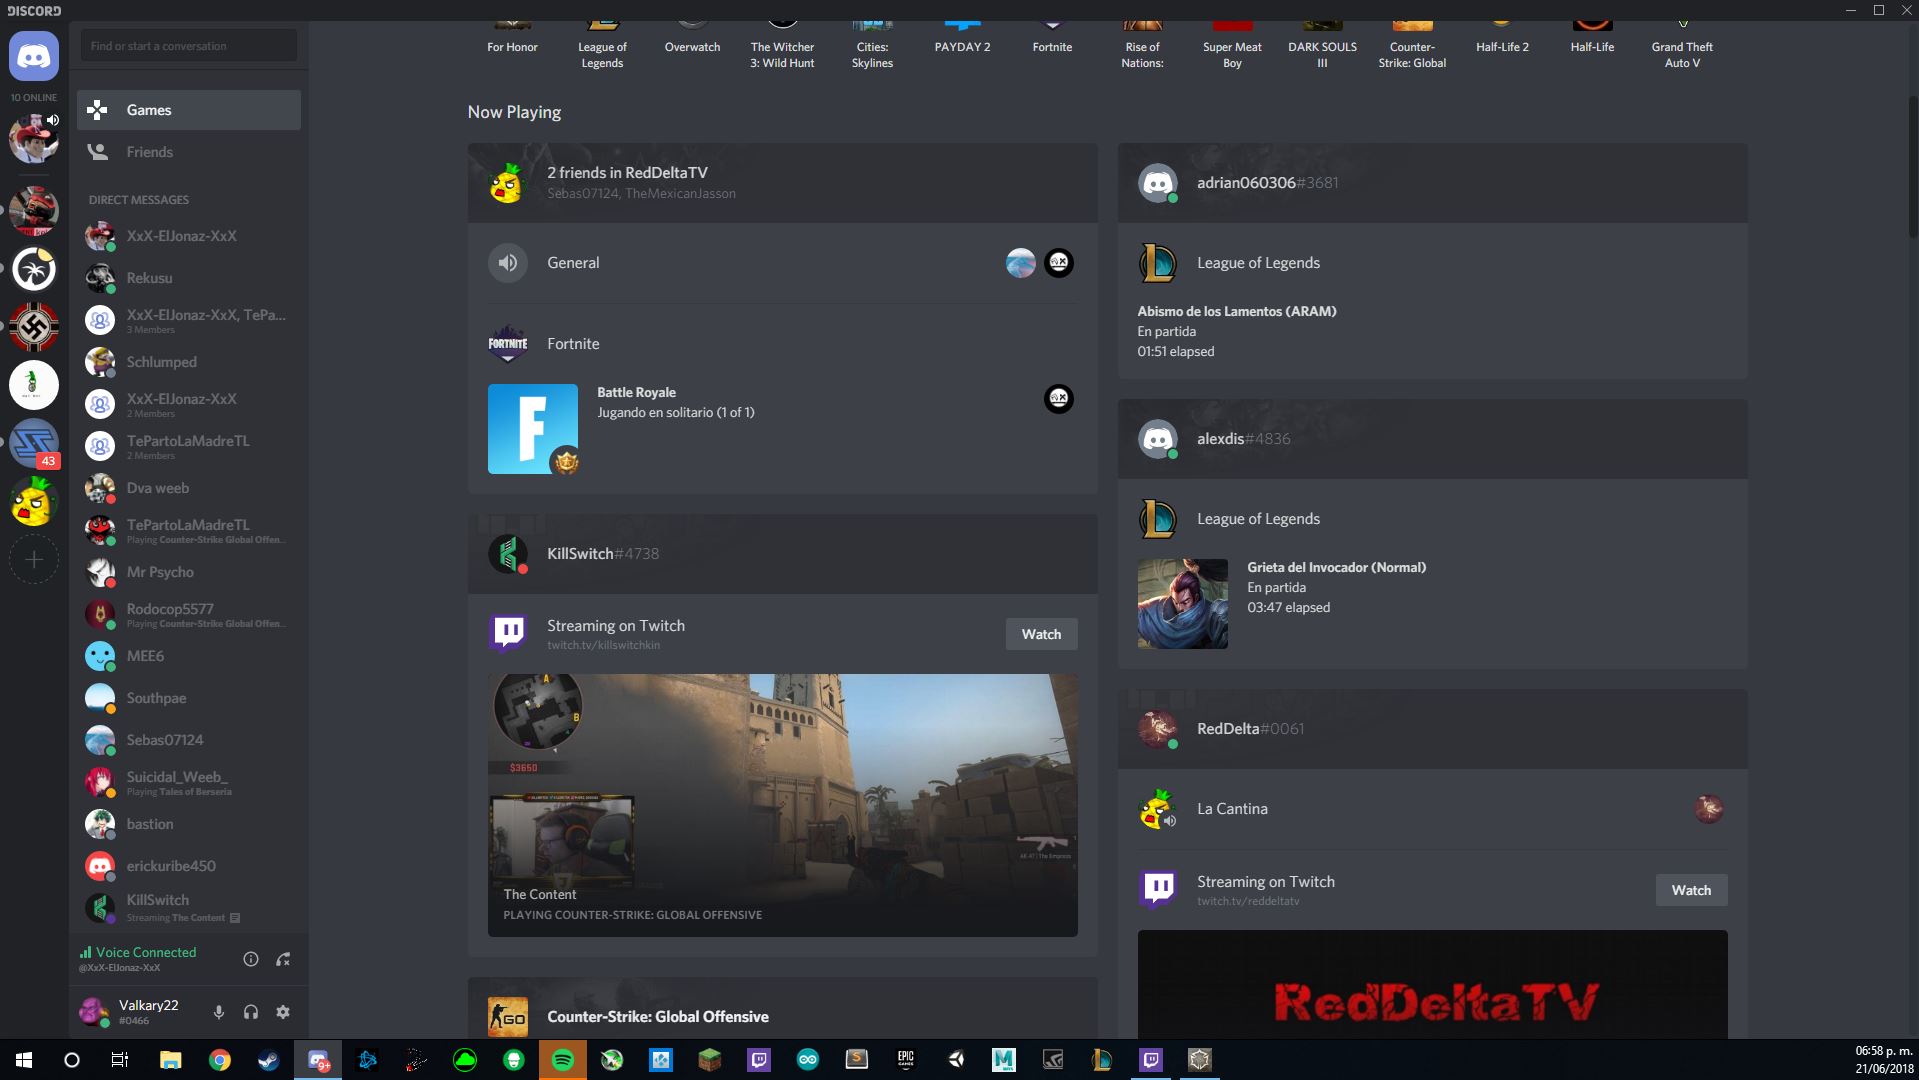 DISCORD
Find or start a conversation
10 ONLINE
43
Games
Friends
DIRECT MESSAGES
XxX-ElJonaz-XxX
Rekusu
XxX-ElJonaz-XxX, TePa...
3 Members
Schlumped
XxX-ElJonaz-XxX
2 Members
TePartoLaMadreTL
2 Members
Dva weeb
TePartoLaMadreTL
Playing Counter-Strike Global Offen...
Mr Psycho
Rodocop5577
Playing Counter-Strike Global Offen...
MEE6
Southpae
Sebas07124
Suicidal_Weeb_
Playing Tales of Berseria
bastion
erickuribe450
KillSwitch
Streaming The Content
Voice Connected
@XxX-ElJonaz-XxX
Valkary22
#0466
For Honor
League of
Legends
Overwatch
The Witcher
3: Wild Hunt
Cities:
Skylines
PAYDAY 2
Fortnite
Rise of
Nations:
Super Meat
Boy
DARK SOULS
III
Counter-
Strike: Global
Half-Life 2
Half-Life
Grand Theft
Auto V
Now Playing
2 friends in RedDeltaTV
Sebas07124, TheMexicanJasson
General
FORTNITE
Fortnite
F
Battle Royale
Jugando en solitario (1 of 1)
KillSwitch#4738
Streaming on Twitch
twitch.tv/killswitchkin
Watch
A
B
$3650
AK-47 | The Empress
The Content
PLAYING COUNTER-STRIKE: GLOBAL OFFENSIVE
GO
Counter-Strike: Global Offensive
adrian060306#3681
League of Legends
Abismo de los Lamentos (ARAM)
En partida
01:51 elapsed
alexdis#4836
League of Legends
Grieta del Invocador (Normal)
En partida
03:47 elapsed
RedDelta#0061
La Cantina
Streaming on Twitch
twitch.tv/reddeltatv
Watch
RedDeltaTV
9+
EPIC
GAMES
06:58 p. m.
21/06/2018